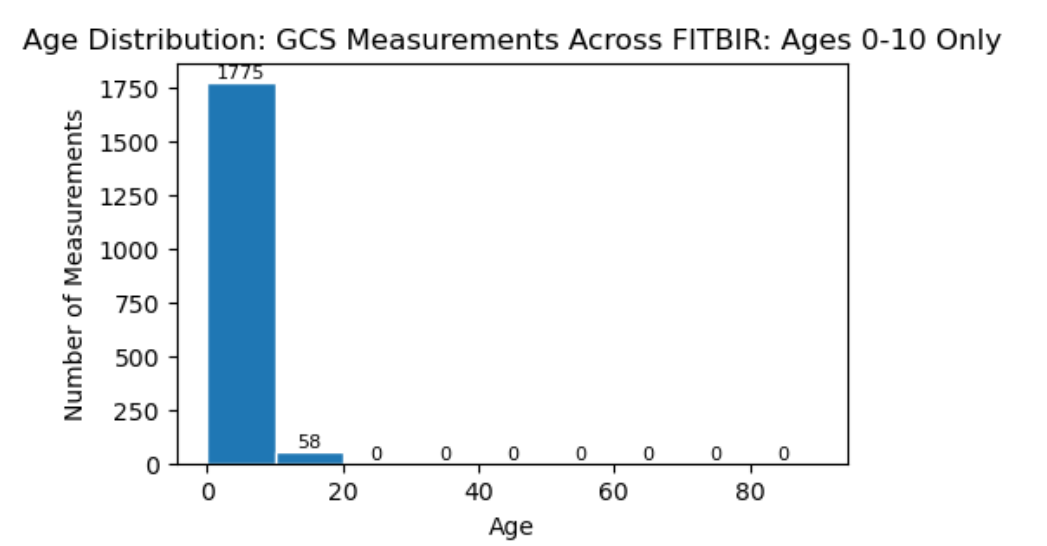 Age Distribution: GCS Measurements Across FITBIR: Ages 0-10 Only
Number of Measurements
1775
1750
1500
1250
1000
750
500
250
0
58
0 0 0 0 0 0 0
0 20 40 60 80
Age